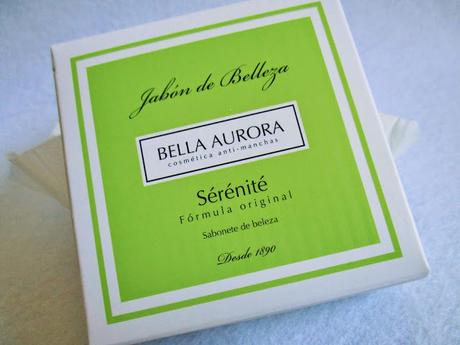 Jabón de Belleza
BELLA AURORA
cosmética anti-manchas
Sérénité
Fórmula original
Sabonete de beleza
Desde 1890